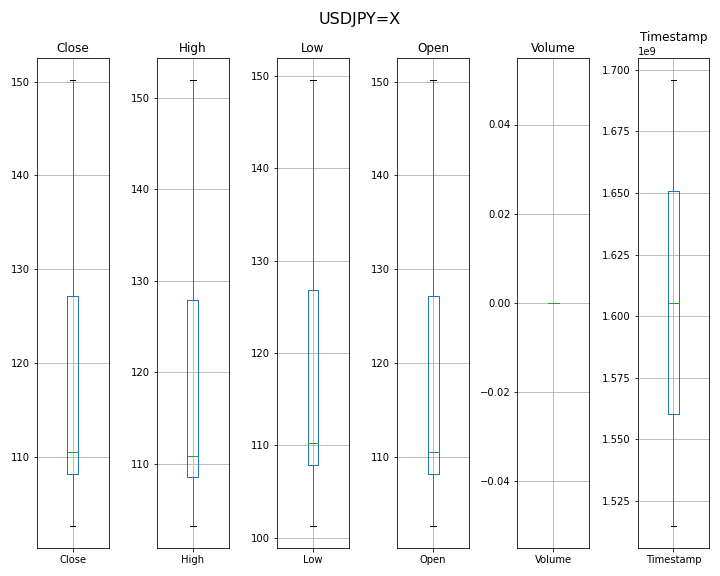 USDJPY=X
Close
High
Low
Open
Volume
Timestamp
1e9
150
140
130
120
110
150
140
130
120
110
150
140
130
120
110
100
150
140
130
120
110
0.04
0.02
0.00
−0.02
−0.04
1.700
1.675
1.650
1.625
1.600
1.575
1.550
1.525
Close
High
Low
Open
Volume
Timestamp